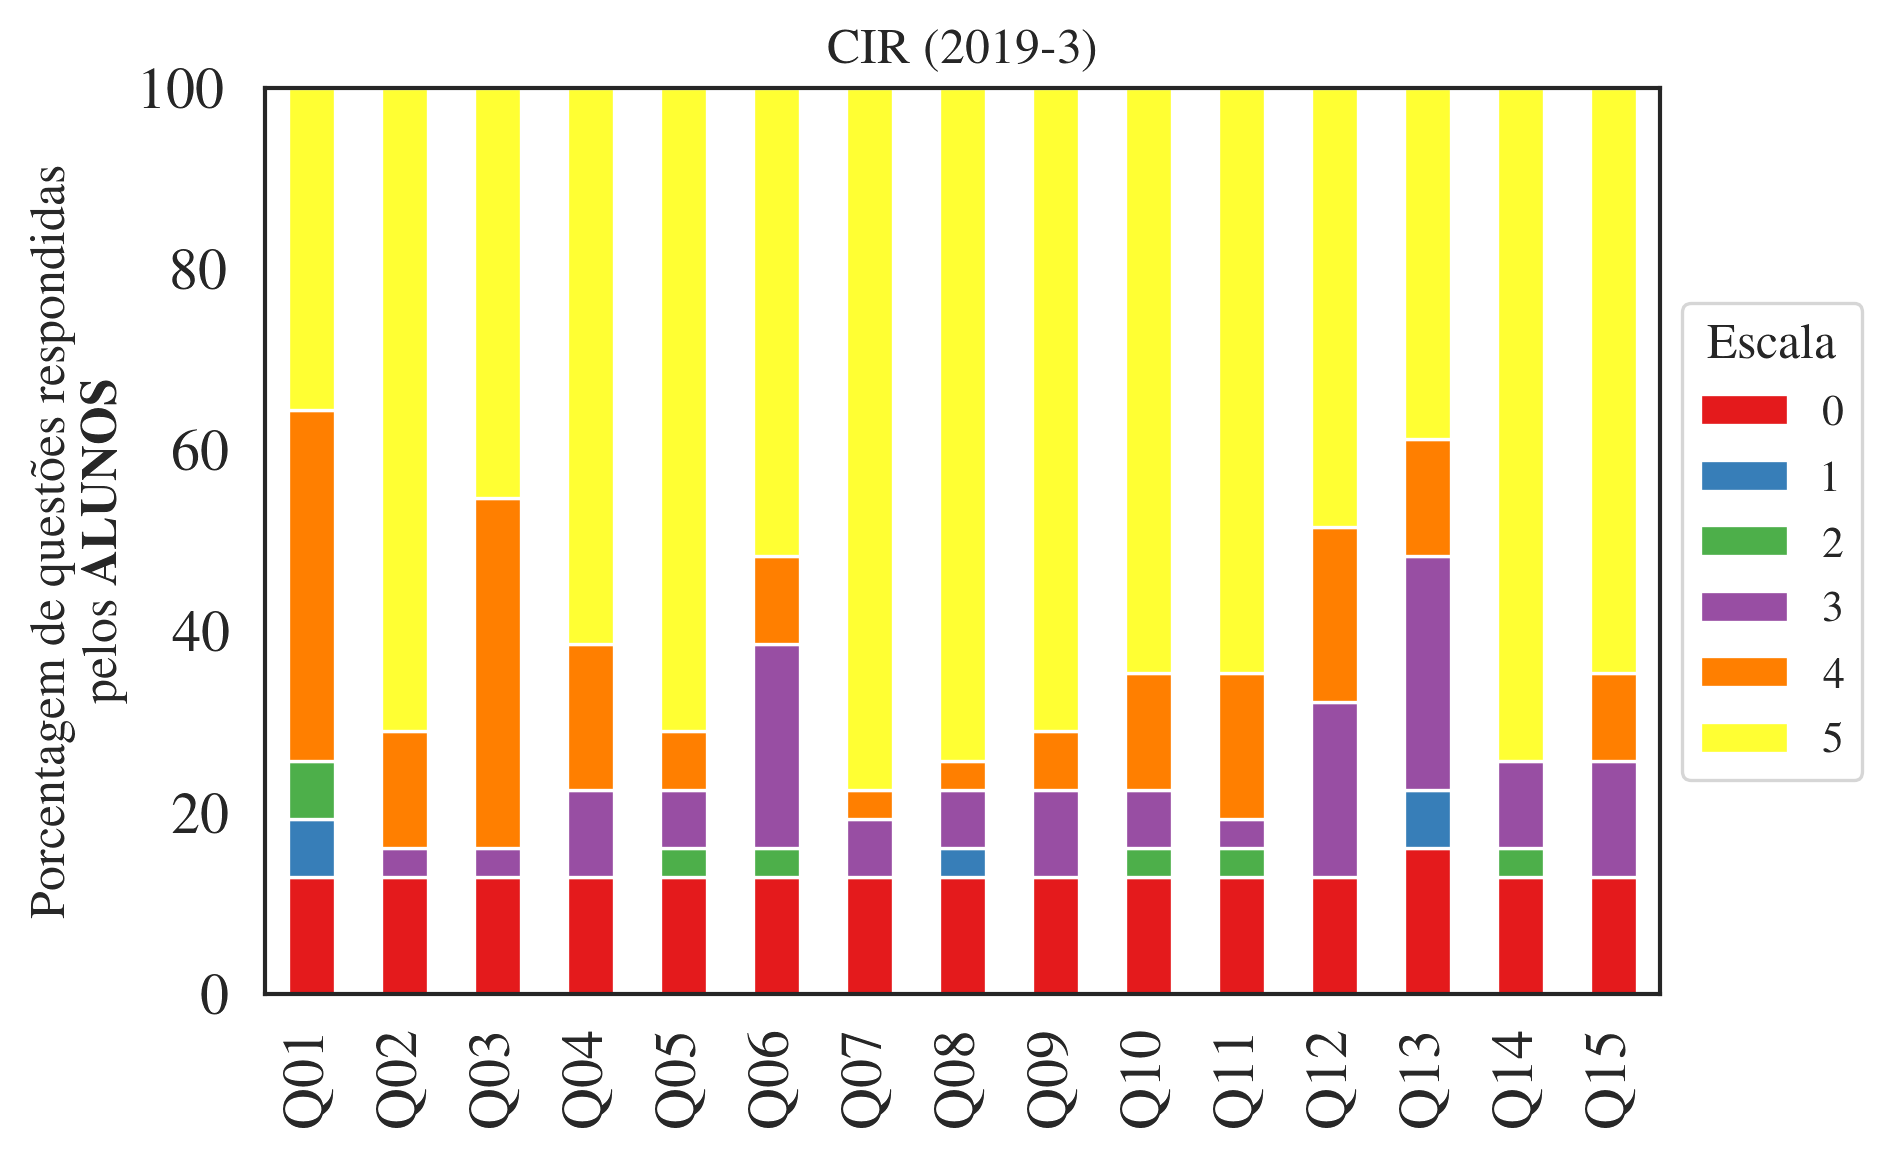 CIR (2019-3)
Porcentagem de questões respondidas
pelos ALUNOS
100
80
60
40
20
0
Q01
Q02
Q03
Q04
Q05
Q06
Q07
Q08
Q09
Q10
Q11
Q12
Q13
Q14
Q15
Escala
0
1
2
3
4
5